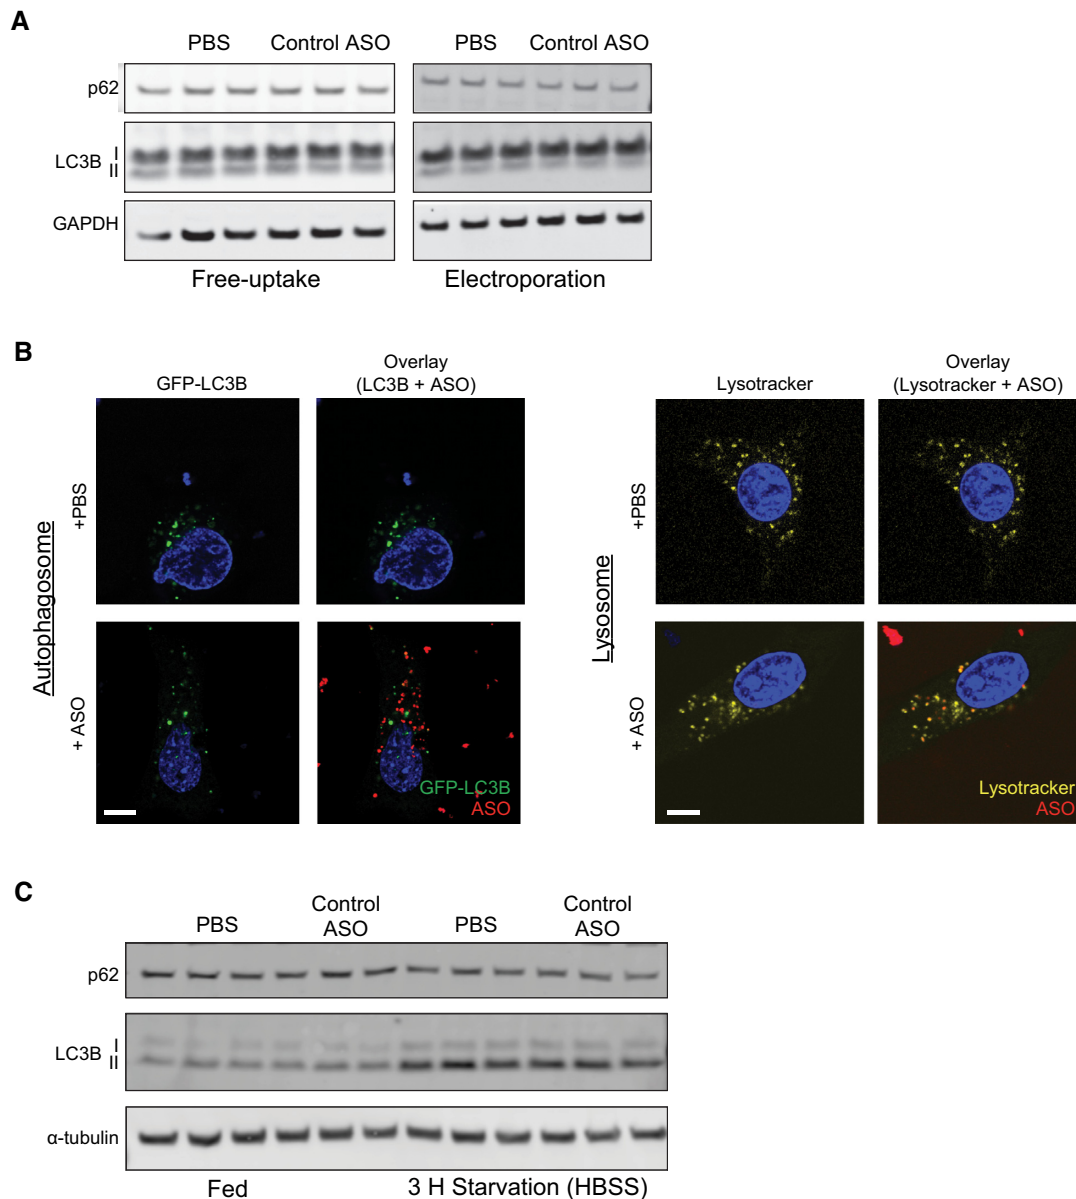 A
PBS Control ASO PBS Control ASO
p62
LC3B I
II
GAPDH
Free-uptake Electroporation
B
GFP-LC3B
Overlay
(LC3B + ASO)
Lysotracker
Overlay
(Lysotracker + ASO)
Autophagosome
+PBS
+ ASO
GFP-LC3B
ASO
Lysosome
+PBS
+ ASO
Lysotracker
ASO
C
PBS
Control
ASO
PBS
Control
ASO
p62
LC3B I
II
α-tubulin
Fed 3 H Starvation (HBSS)